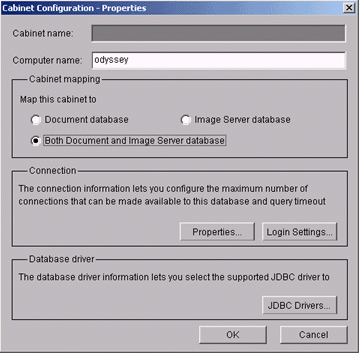 Cabinet Configuration - Properties
Cabinet name:
Computer name: odyssey
Cabinet mapping
Map this cabinet to
Document database Image Server database
Both Document and Image Server database
Connection
The connection information lets you configure the maximum number of
connections that can be made available to this database and query timeout
Properties... Login Settings...
Database driver
The database driver information lets you select the supported JDBC driver to
JDBC Drivers...
OK Cancel